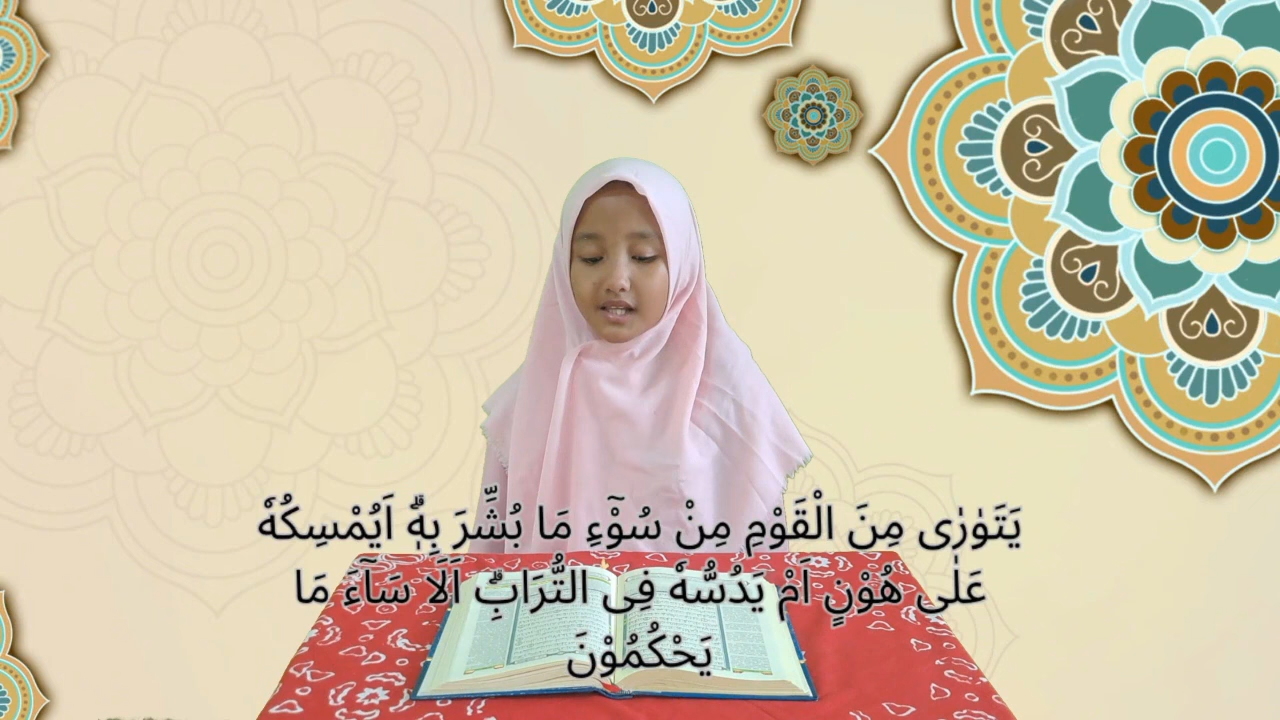 يَتَوٰرٰى مِنَ الْقَوْمِ مِنْ سُوْۤءِ مَا بُشِّرَ بِهٖۗ اَيُمْسِكُهٗ
عَلٰى هُوْنٍ اَمْ يَدُسُّهٗ فِى التُّرَابِۗ اَلَا سَاۤءَ مَا
يَحْكُمُوْنَ